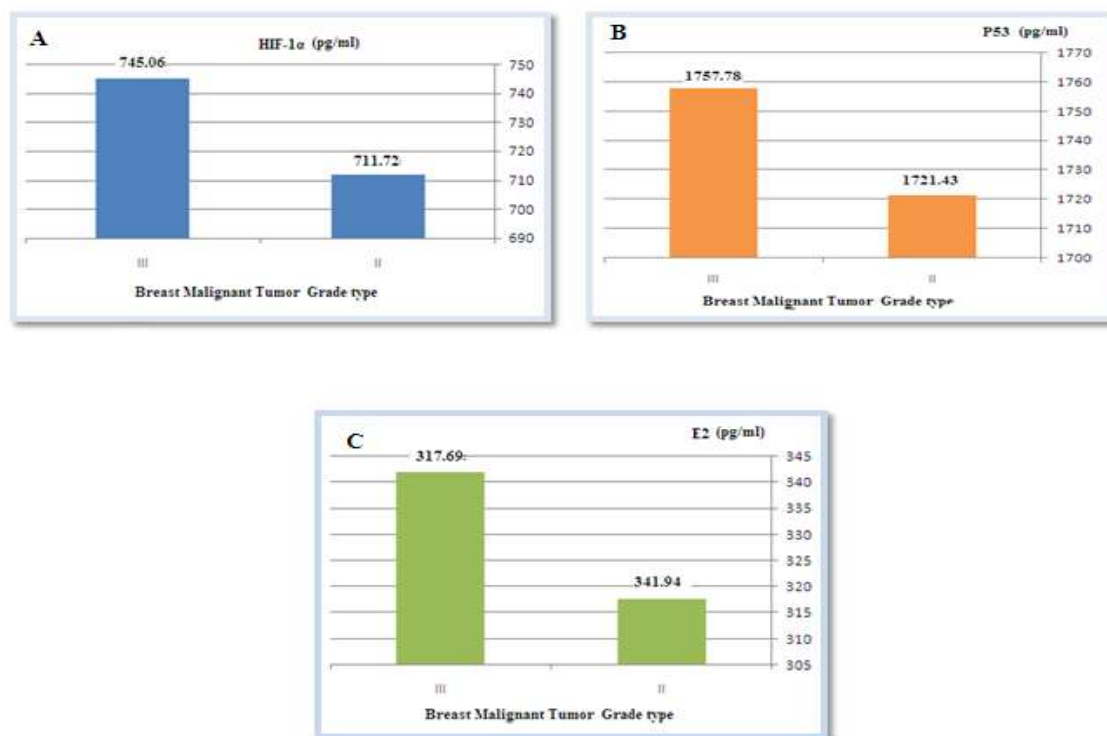 A
HIF-1α (pg/ml)
745.06
711.72
750
740
730
720
710
700
690
III
II
Breast Malignant Tumor Grade type
B
P53 (pg/ml)
1757.78
1721.43
1770
1760
1750
1740
1730
1720
1710
1700
III
II
Breast Malignant Tumor Grade type
C
E2 (pg/ml)
317.69
341.94
345
340
335
330
325
320
315
310
305
III
II
Breast Malignant Tumor Grade type